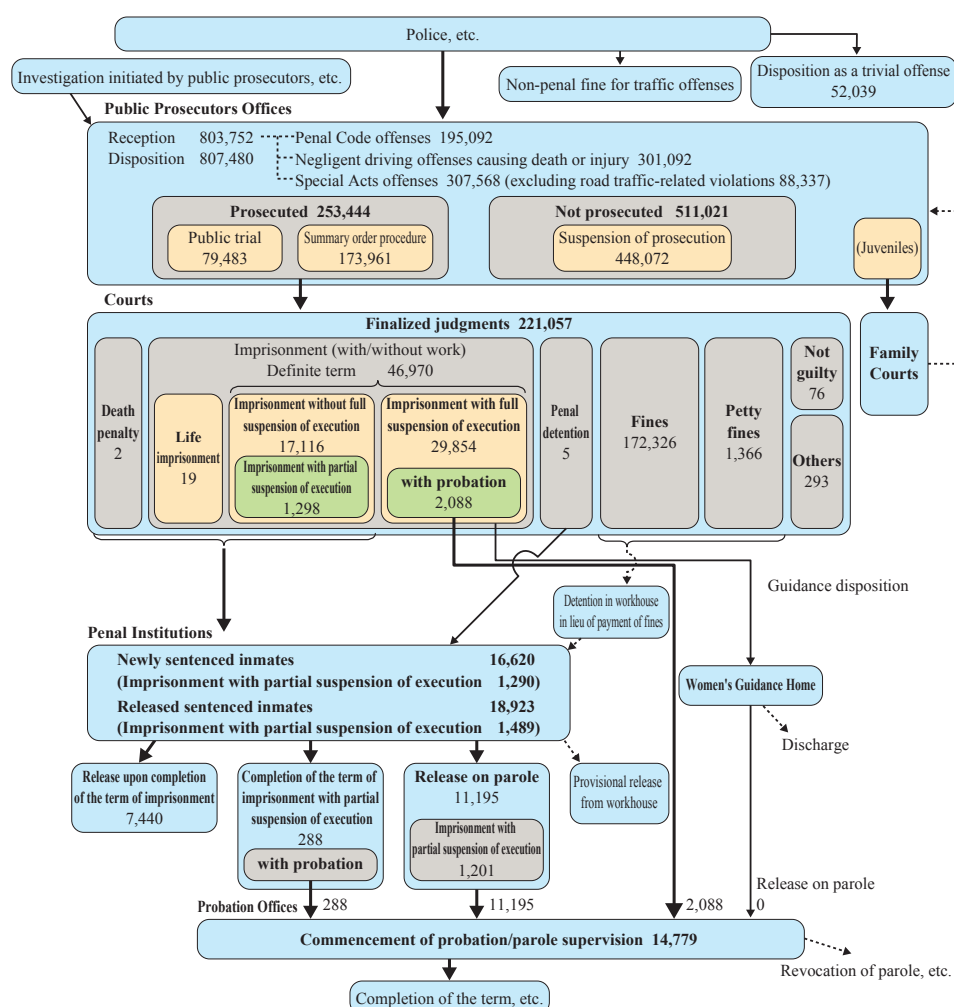 Police, etc.
Investigation initiated by public prosecutors, etc.
Non-penal fine for traffic offenses
Disposition as a trivial offense
52,039
Public Prosecutors Offices
Reception 803,752
Penal Code offenses 195,092
Disposition 807,480
Negligent driving offenses causing death or injury 301,092
Special Acts offenses 307,568 (excluding road traffic-related violations 88,337)
Prosecuted 253,444
Public trial
79,483
Summary order procedure
173,961
Not prosecuted 511,021
Suspension of prosecution
448,072
(Juveniles)
Courts
Finalized judgments 221,057
Death
penalty
2
Imprisonment (with/without work)
Definite term 46,970
Life
imprisonment
19
Imprisonment without full
suspension of execution
17,116
Imprisonment with partial
suspension of execution
1,298
Imprisonment with full
suspension of execution
29,854
with probation
2,088
Penal
detention
5
Fines
172,326
Petty
fines
1,366
Not
guilty
76
Others
293
Family
Courts
Guidance disposition
Detention in workhouse
in lieu of payment of fines
Penal Institutions
Newly sentenced inmates 16,620
(Imprisonment with partial suspension of execution 1,290)
Released sentenced inmates 18,923
(Imprisonment with partial suspension of execution 1,489)
Women's Guidance Home
Discharge
Release upon completion
of the term of imprisonment
7,440
Completion of the term of
imprisonment with partial
suspension of execution
288
with probation
Release on parole
11,195
Imprisonment with
partial suspension of execution
1,201
Provisional release
from workhouse
Release on parole
Probation Offices
288
11,195
2,088
0
Commencement of probation/parole supervision 14,779
Revocation of parole, etc.
Completion of the term, etc.